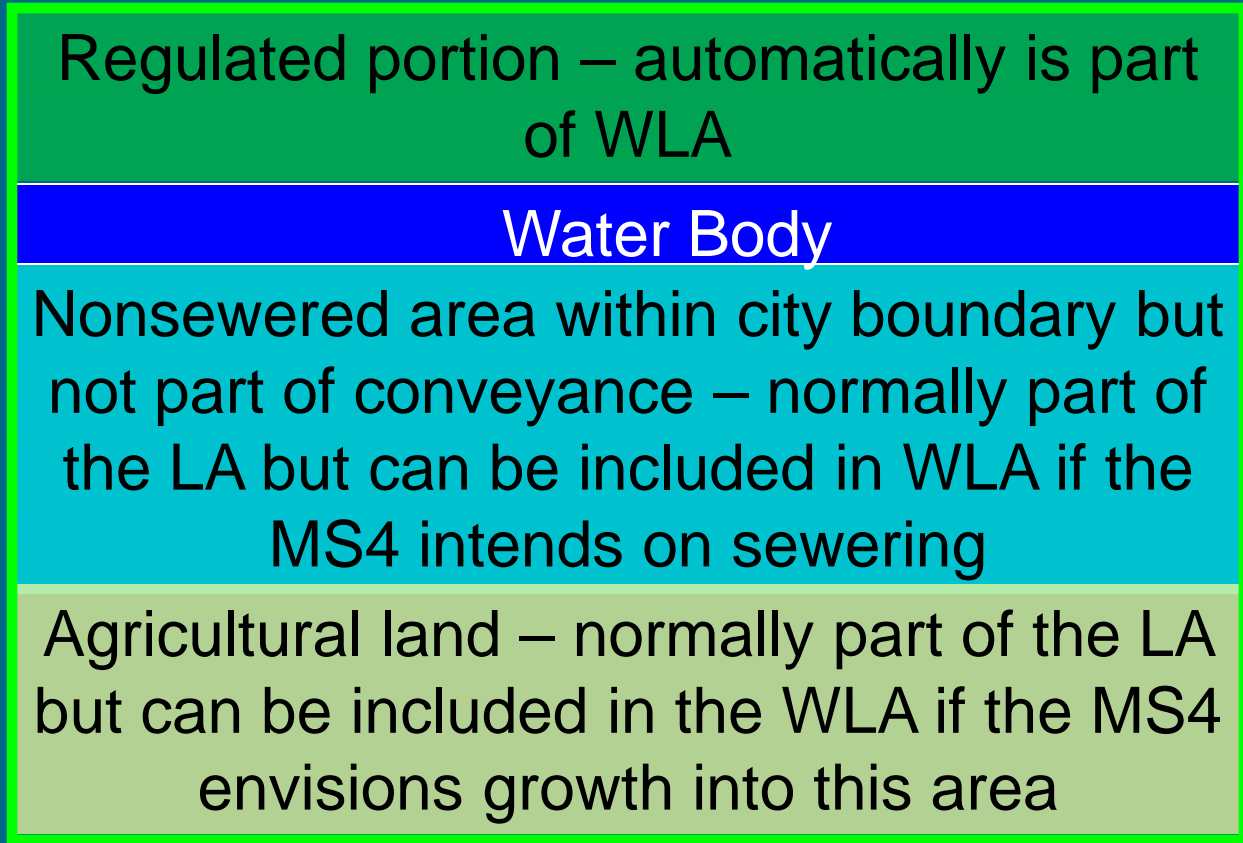 Regulated portion – automatically is part
of WLA
Water Body
Nonsewered area within city boundary but
not part of conveyance – normally part of
the LA but can be included in WLA if the
MS4 intends on sewering
Agricultural land – normally part of the LA
but can be included in the WLA if the MS4
envisions growth into this area